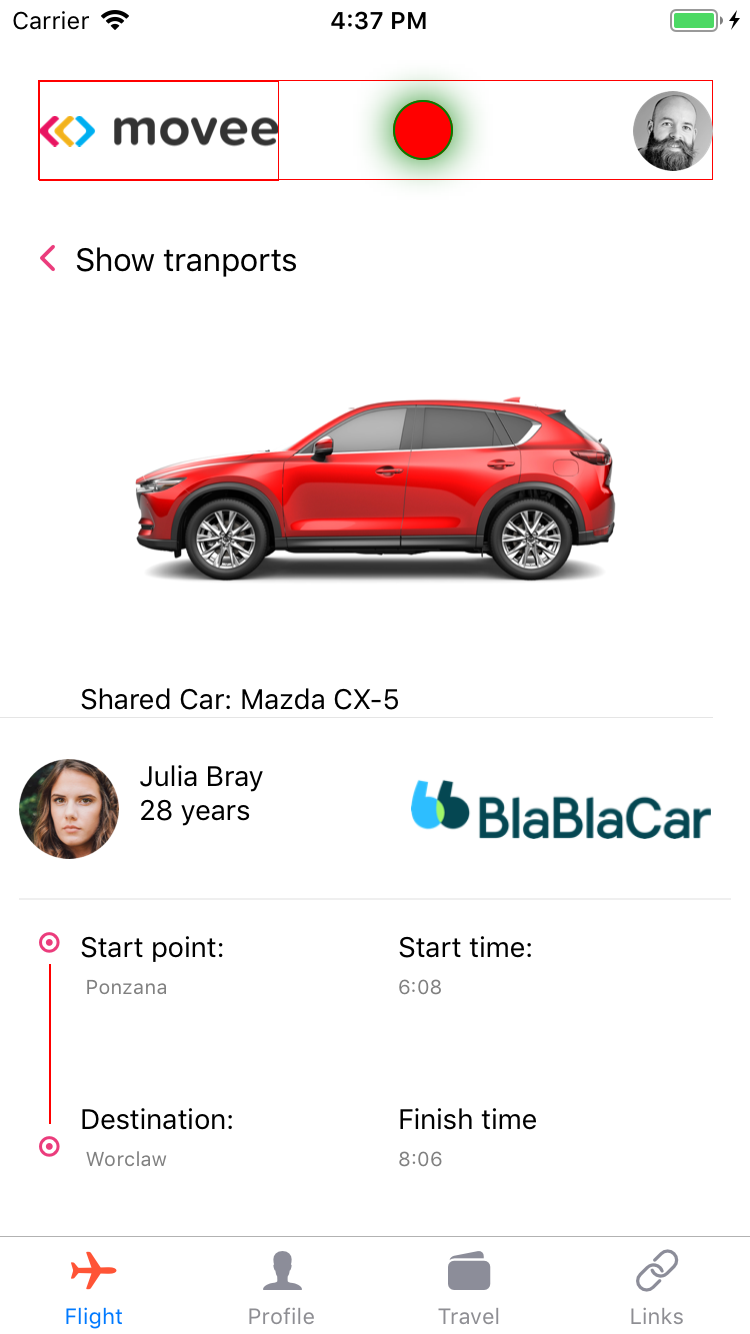 Carrier 4:37 PM
movee
Show tranports
Shared Car: Mazda CX-5
Julia Bray
28 years
BlaBlaCar
Start point: Start time:
Ponzana 6:08
Destination: Finish time
Worclaw 8:06
Flight Profile Travel Links